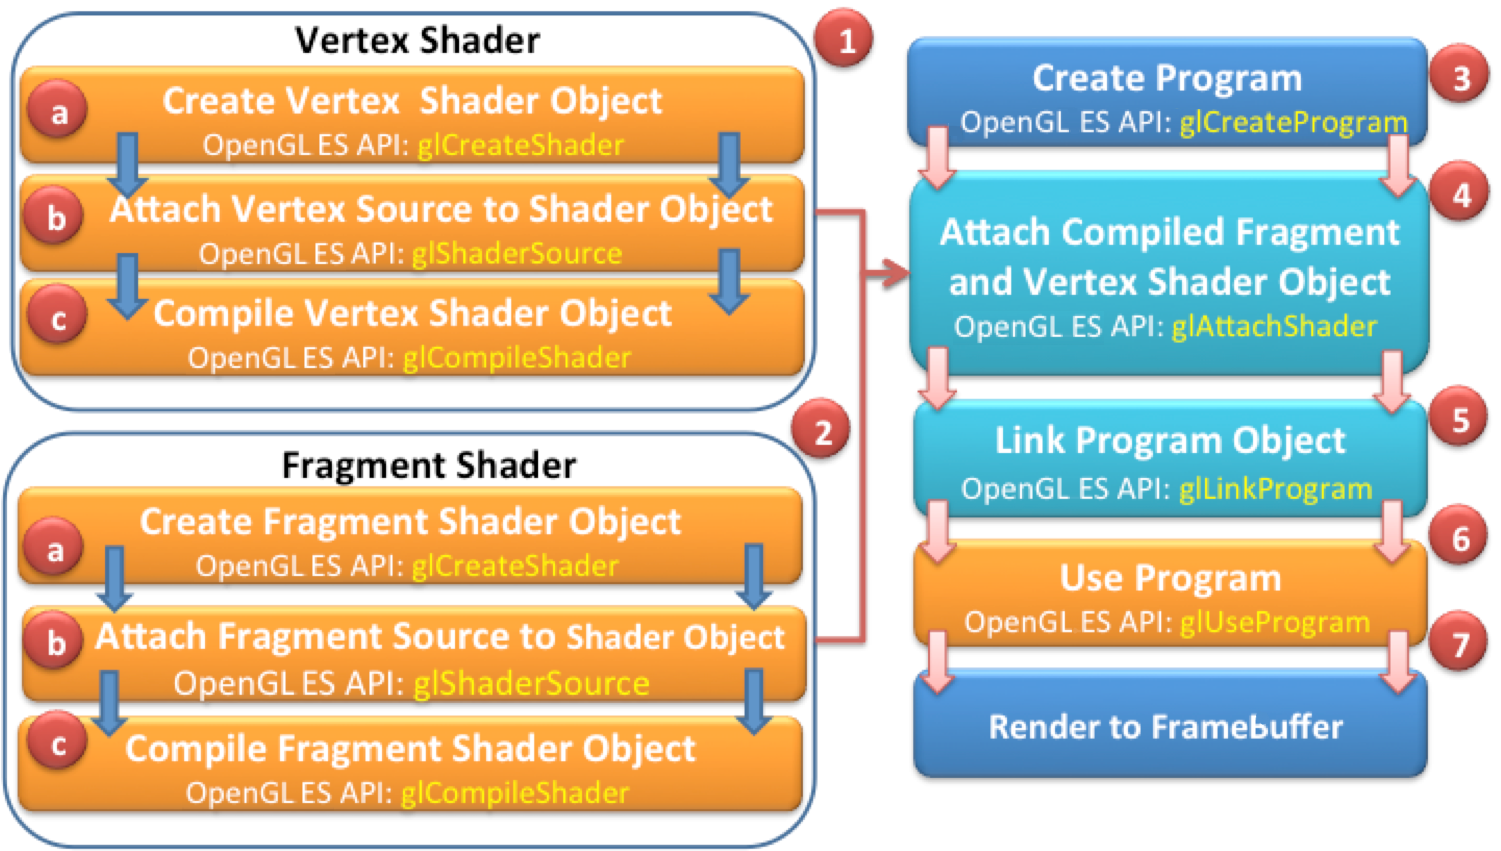 Vertex Shader
1
a
Create Vertex Shader Object
OpenGL ES API: glCreateShader
b
Attach Vertex Source to Shader Object
OpenGL ES API: glShaderSource
c
Compile Vertex Shader Object
OpenGL ES API: glCompileShader
2
Fragment Shader
a
Create Fragment Shader Object
OpenGL ES API: glCreateShader
b
Attach Fragment Source to Shader Object
OpenGL ES API: glShaderSource
c
Compile Fragment Shader Object
OpenGL ES API: glCompileShader
3
Create Program
OpenGL ES API: glCreateProgram
4
Attach Compiled Fragment
and Vertex Shader Object
OpenGL ES API: glAttachShader
5
Link Program Object
OpenGL ES API: glLinkProgram
6
Use Program
OpenGL ES API: glUseProgram
7
Render to Framebuffer